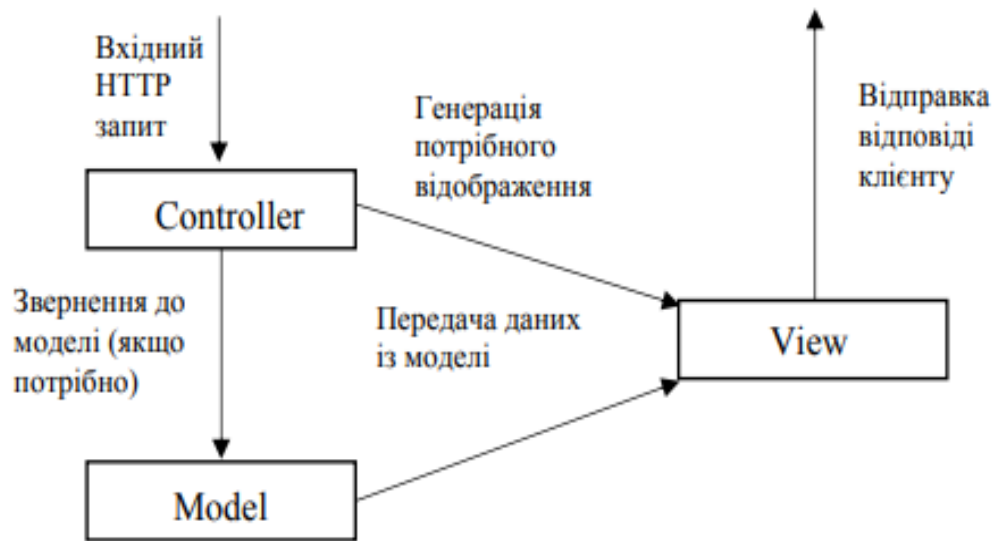 Вхідний
HTTP
запит
Генерація
потрібного
відображення
Відправка
відповіді
клієнту
Controller
Звернення до
моделі (якщо
потрібно)
Передача даних
із моделі
View
Model